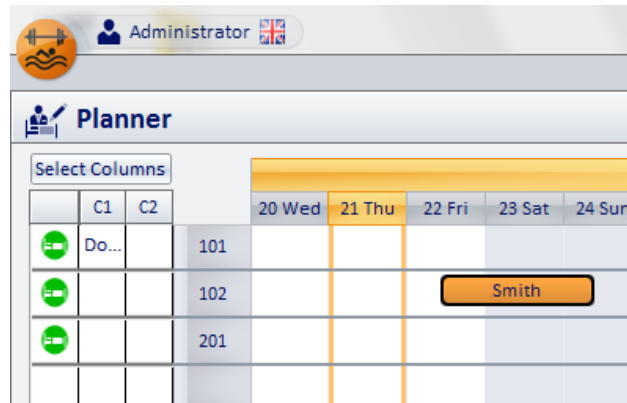 Administrator
Planner
Select Columns
C1 C2 20 Wed 21 Thu 22 Fri 23 Sat 24 Sun
Do... 101
102 Smith
201